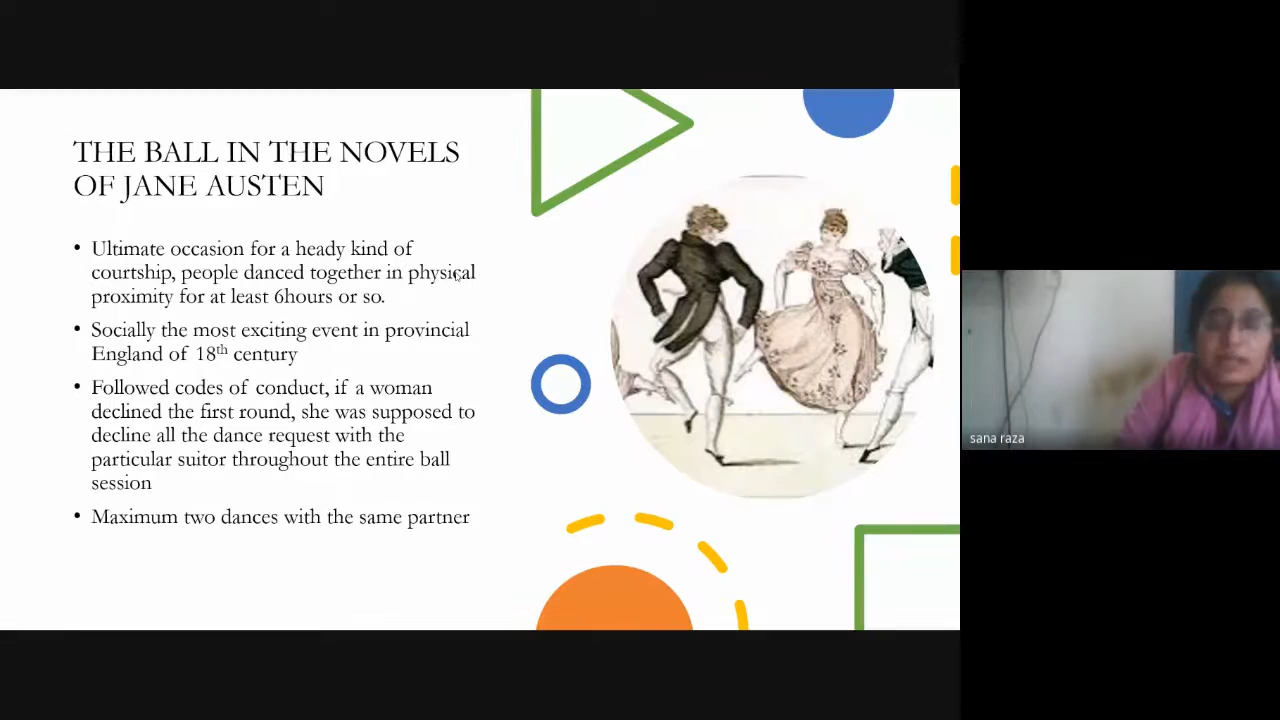 THE BALL IN THE NOVELS
OF JANE AUSTEN
• Ultimate occasion for a heady kind of
courtship, people danced together in physical
proximity for at least 6hours or so.
• Socially the most exciting event in provincial
England of 18th century
• Followed codes of conduct, if a woman
declined the first round, she was supposed to
decline all the dance request with the
particular suitor throughout the entire ball
session
• Maximum two dances with the same partner
sana raza